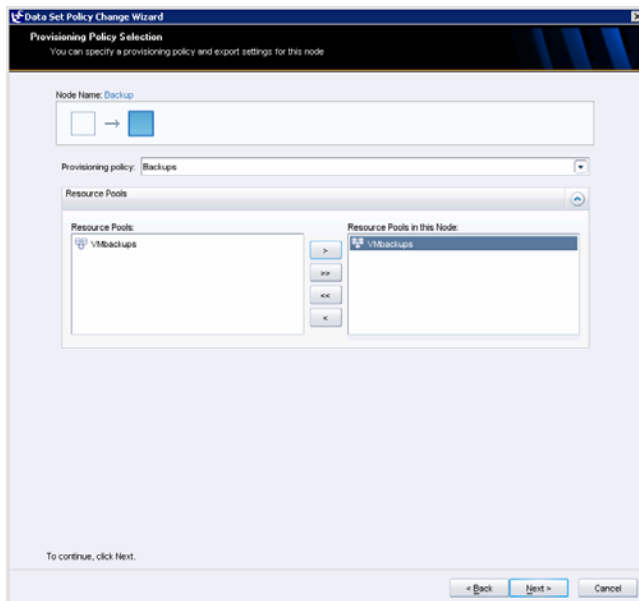 Data Set Policy Change Wizard
Provisioning Policy Selection
You can specify a provisioning policy and export settings for this node
Node Name: Backup
Provisioning policy: Backups
Resource Pools
Resource Pools: Resource Pools in this Node:
VMbackups > VMbackups
>>
<<
<
To continue, click Next.
< Back Next > Cancel